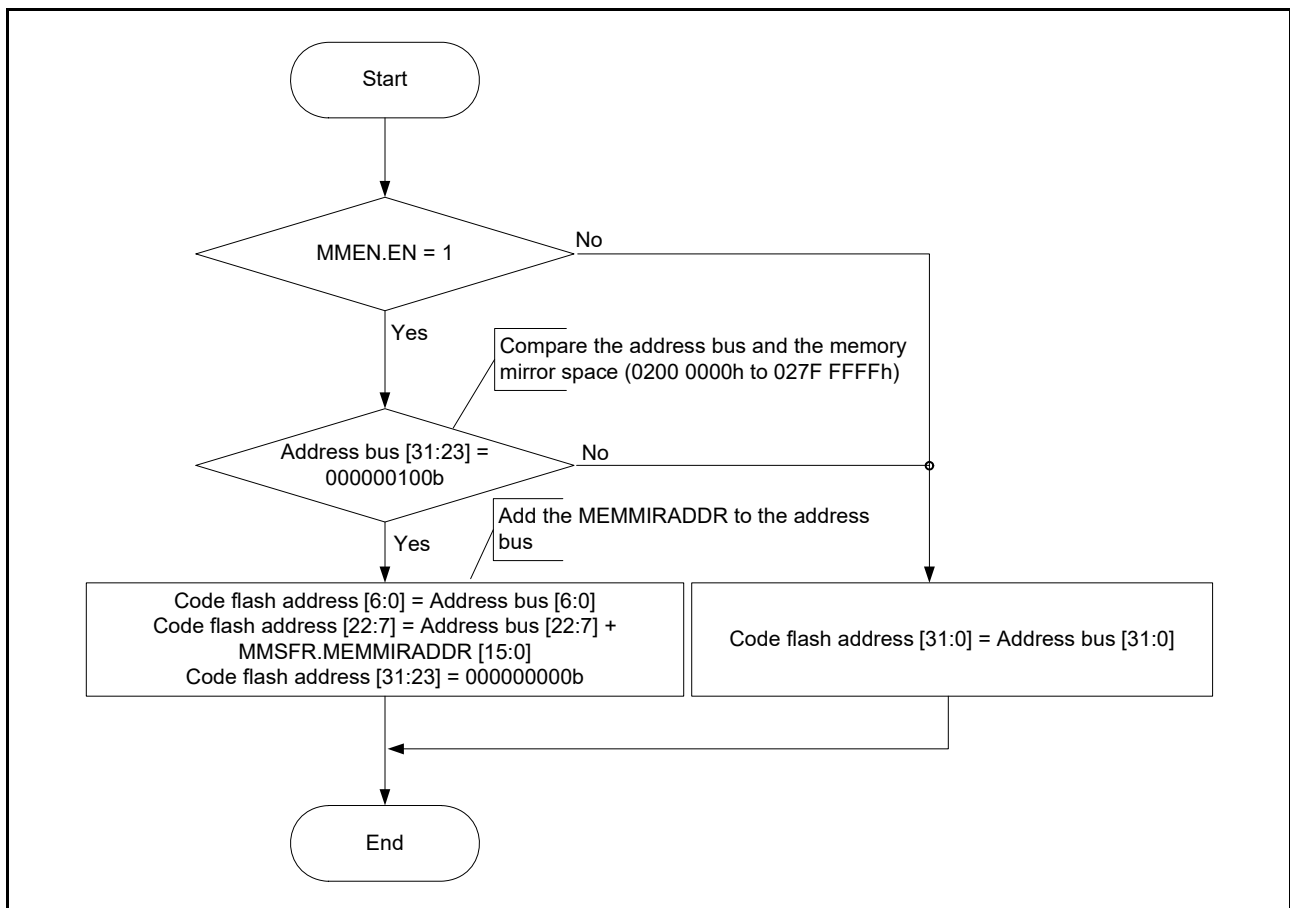 Start
MMEN.EN = 1
No
Yes
Compare the address bus and the memory
mirror space (0200 0000h to 027F FFFFh)
Address bus [31:23] =
000000100b
No
Add the MEMMIRADDR to the address
bus
Yes
Code flash address [6:0] = Address bus [6:0]
Code flash address [22:7] = Address bus [22:7] +
MMSFR.MEMMIRADDR [15:0]
Code flash address [31:23] = 000000000b
Code flash address [31:0] = Address bus [31:0]
End